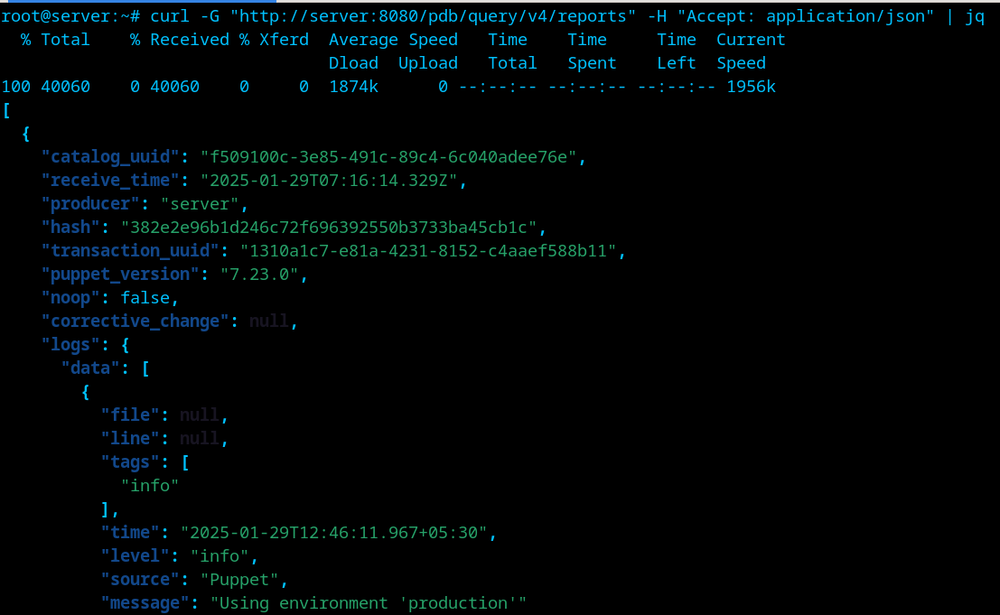 root@server:~# curl -G "http://server:8080/pdb/query/v4/reports" -H "Accept: application/json" | jq
  % Total    % Received % Xferd  Average Speed   Time    Time     Time  Current
                                 Dload  Upload   Total   Spent    Left  Speed
100 40060    0 40060    0     0  1874k      0 --:--:-- --:--:-- --:--:-- 1956k
[
  {
    "catalog_uuid": "f509100c-3e85-491c-89c4-6c040adee76e",
    "receive_time": "2025-01-29T07:16:14.329Z",
    "producer": "server",
    "hash": "382e2e96b1d246c72f696392550b3733ba45cb1c",
    "transaction_uuid": "1310a1c7-e81a-4231-8152-c4aaef588b11",
    "puppet_version": "7.23.0",
    "noop": false,
    "corrective_change": null,
    "logs": {
      "data": [
        {
          "file": null,
          "line": null,
          "tags": [
            "info"
          ],
          "time": "2025-01-29T12:46:11.967+05:30",
          "level": "info",
          "source": "Puppet",
          "message": "Using environment 'production'"